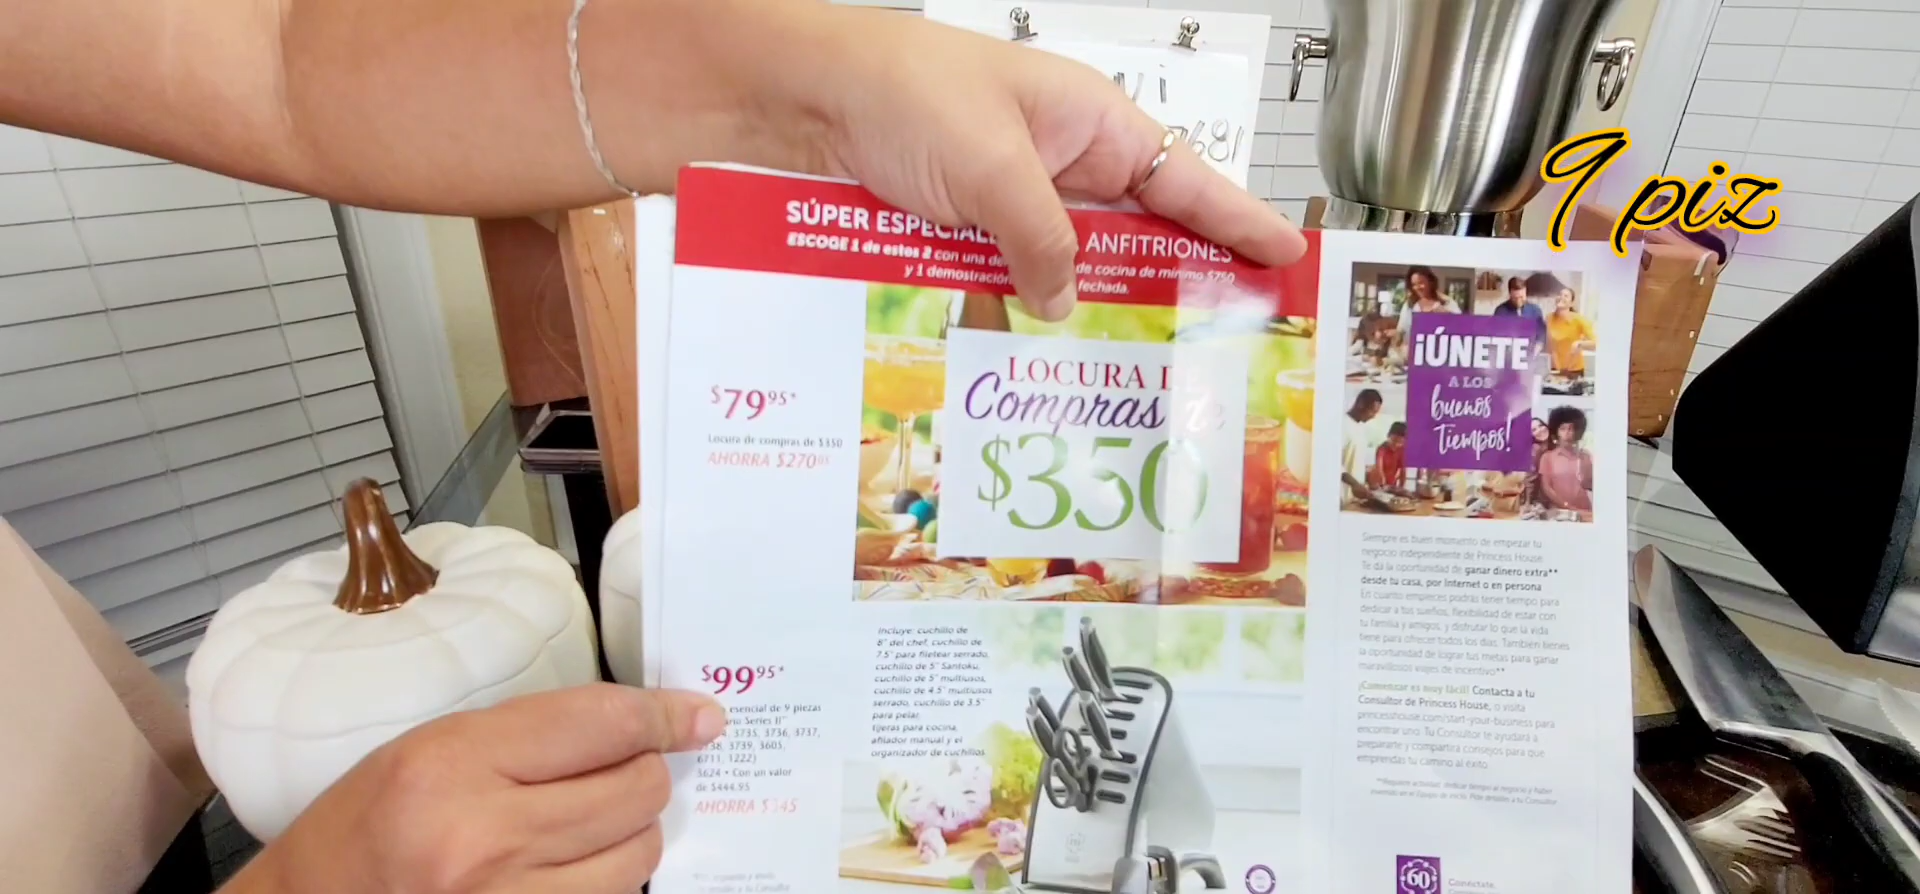 681
9 piz
SÚPER ESPECIAL ANFITRIONES
ESCOGE 1 de estos 2 con una de cocina de mínimo $750
y 1 demostración fechada.
$79.95*
Locura de compras de $350
AHORRA $270
LOCURA
Compras
$350
$99.95*
esencial de 9 piezas
Series II
3735, 3736, 3737,
3739, 3603,
6711, 1222)
3624 • Con un valor
de $444.95
AHORRA $345
Incluye: cuchillo de
8" del chef, cuchillo de
7.5" para filetear serrado,
cuchillo de 5" Santoku,
cuchillo de 5" multiusos,
cuchillo de 4.5" multiusos
serrado, cuchillo de 3.5"
para pelar,
tijeras para cocina,
afilador manual y el
organizador de cuchillos
¡ÚNETE
A LOS
buenos
tiempos!
Siempre es buen momento de empezar tu
negocio independiente de Princess House.
Te da la oportunidad de ganar dinero extra**
desde tu casa, por Internet o en persona
En cuanto empieces podrás tener tiempo para
dedicar a tus sueños, flexibilidad de estar con
tu familia y amigos, y disfrutar lo que la vida
tiene para ofrecer todos los días. También tienes
la oportunidad de lograr tus metas para ganar
maravillosos viajes de incentivo**
¡Comenzar es muy fácil! Contacta a tu
Consultor de Princess House, o visita
princesshouse.com/start-your-business para
encontrar uno. Tu Consultor te ayudará a
prepararte y compartirá consejos para que
emprendas tu camino al éxito.
60
Conéctate.